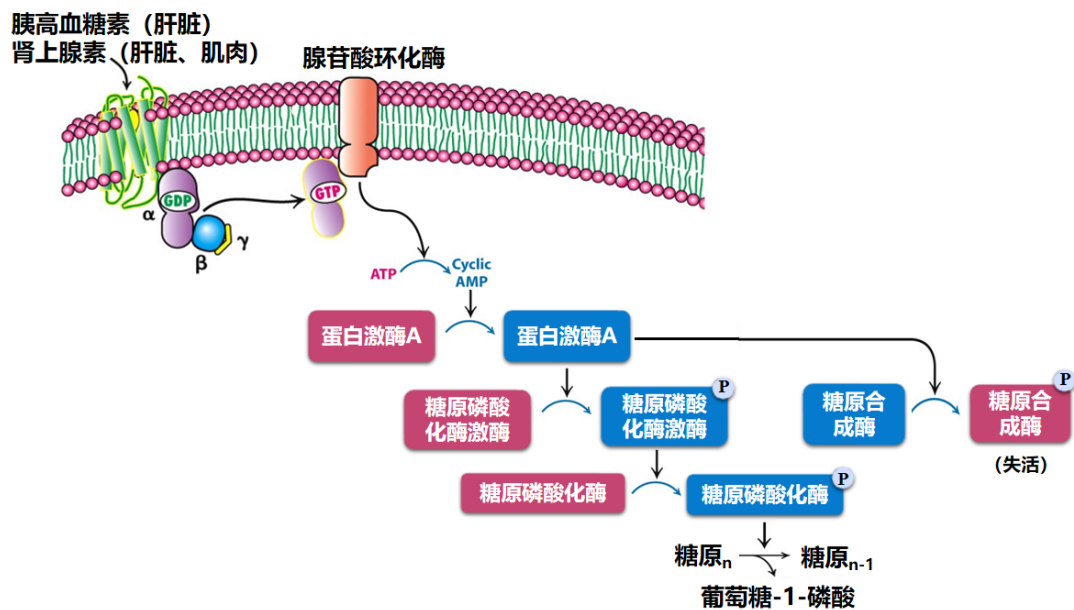 胰高血糖素（肝脏）
肾上腺素（肝脏、肌肉）
腺苷酸环化酶
GDP
α
β
γ
GTP
ATP
Cyclic
AMP
蛋白激酶A
蛋白激酶A
糖原磷酸
化酶激酶
糖原磷酸
化酶激酶
P
糖原合
成酶
糖原合
成酶
P
（失活）
糖原磷酸化酶
糖原磷酸化酶
P
糖原n
糖原n-1
葡萄糖-1-磷酸